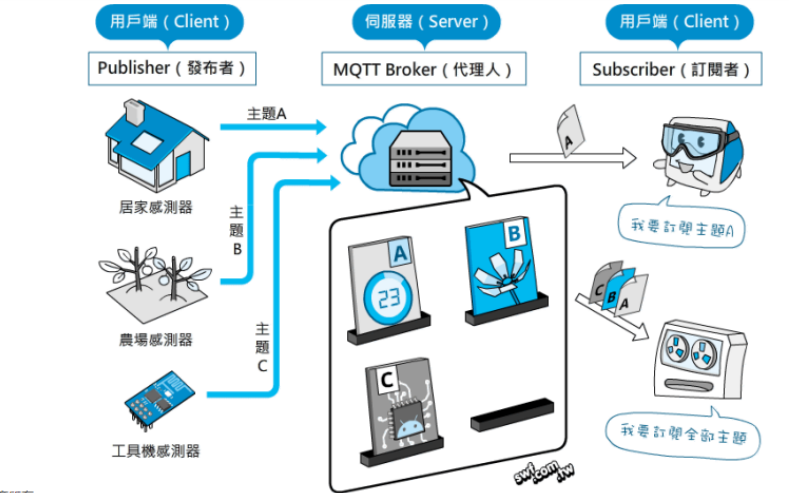 用戶端（Client）
伺服器（Server）
用戶端（Client）
Publisher（發布者）
MQTT Broker（代理人）
Subscriber（訂閱者）
主題A
A
居家感測器
我要訂閱主題A
主題B
A
23
B
C
B
A
農場感測器
主題C
C
我要訂閱全部主題
工具機感測器
swf.com.tw